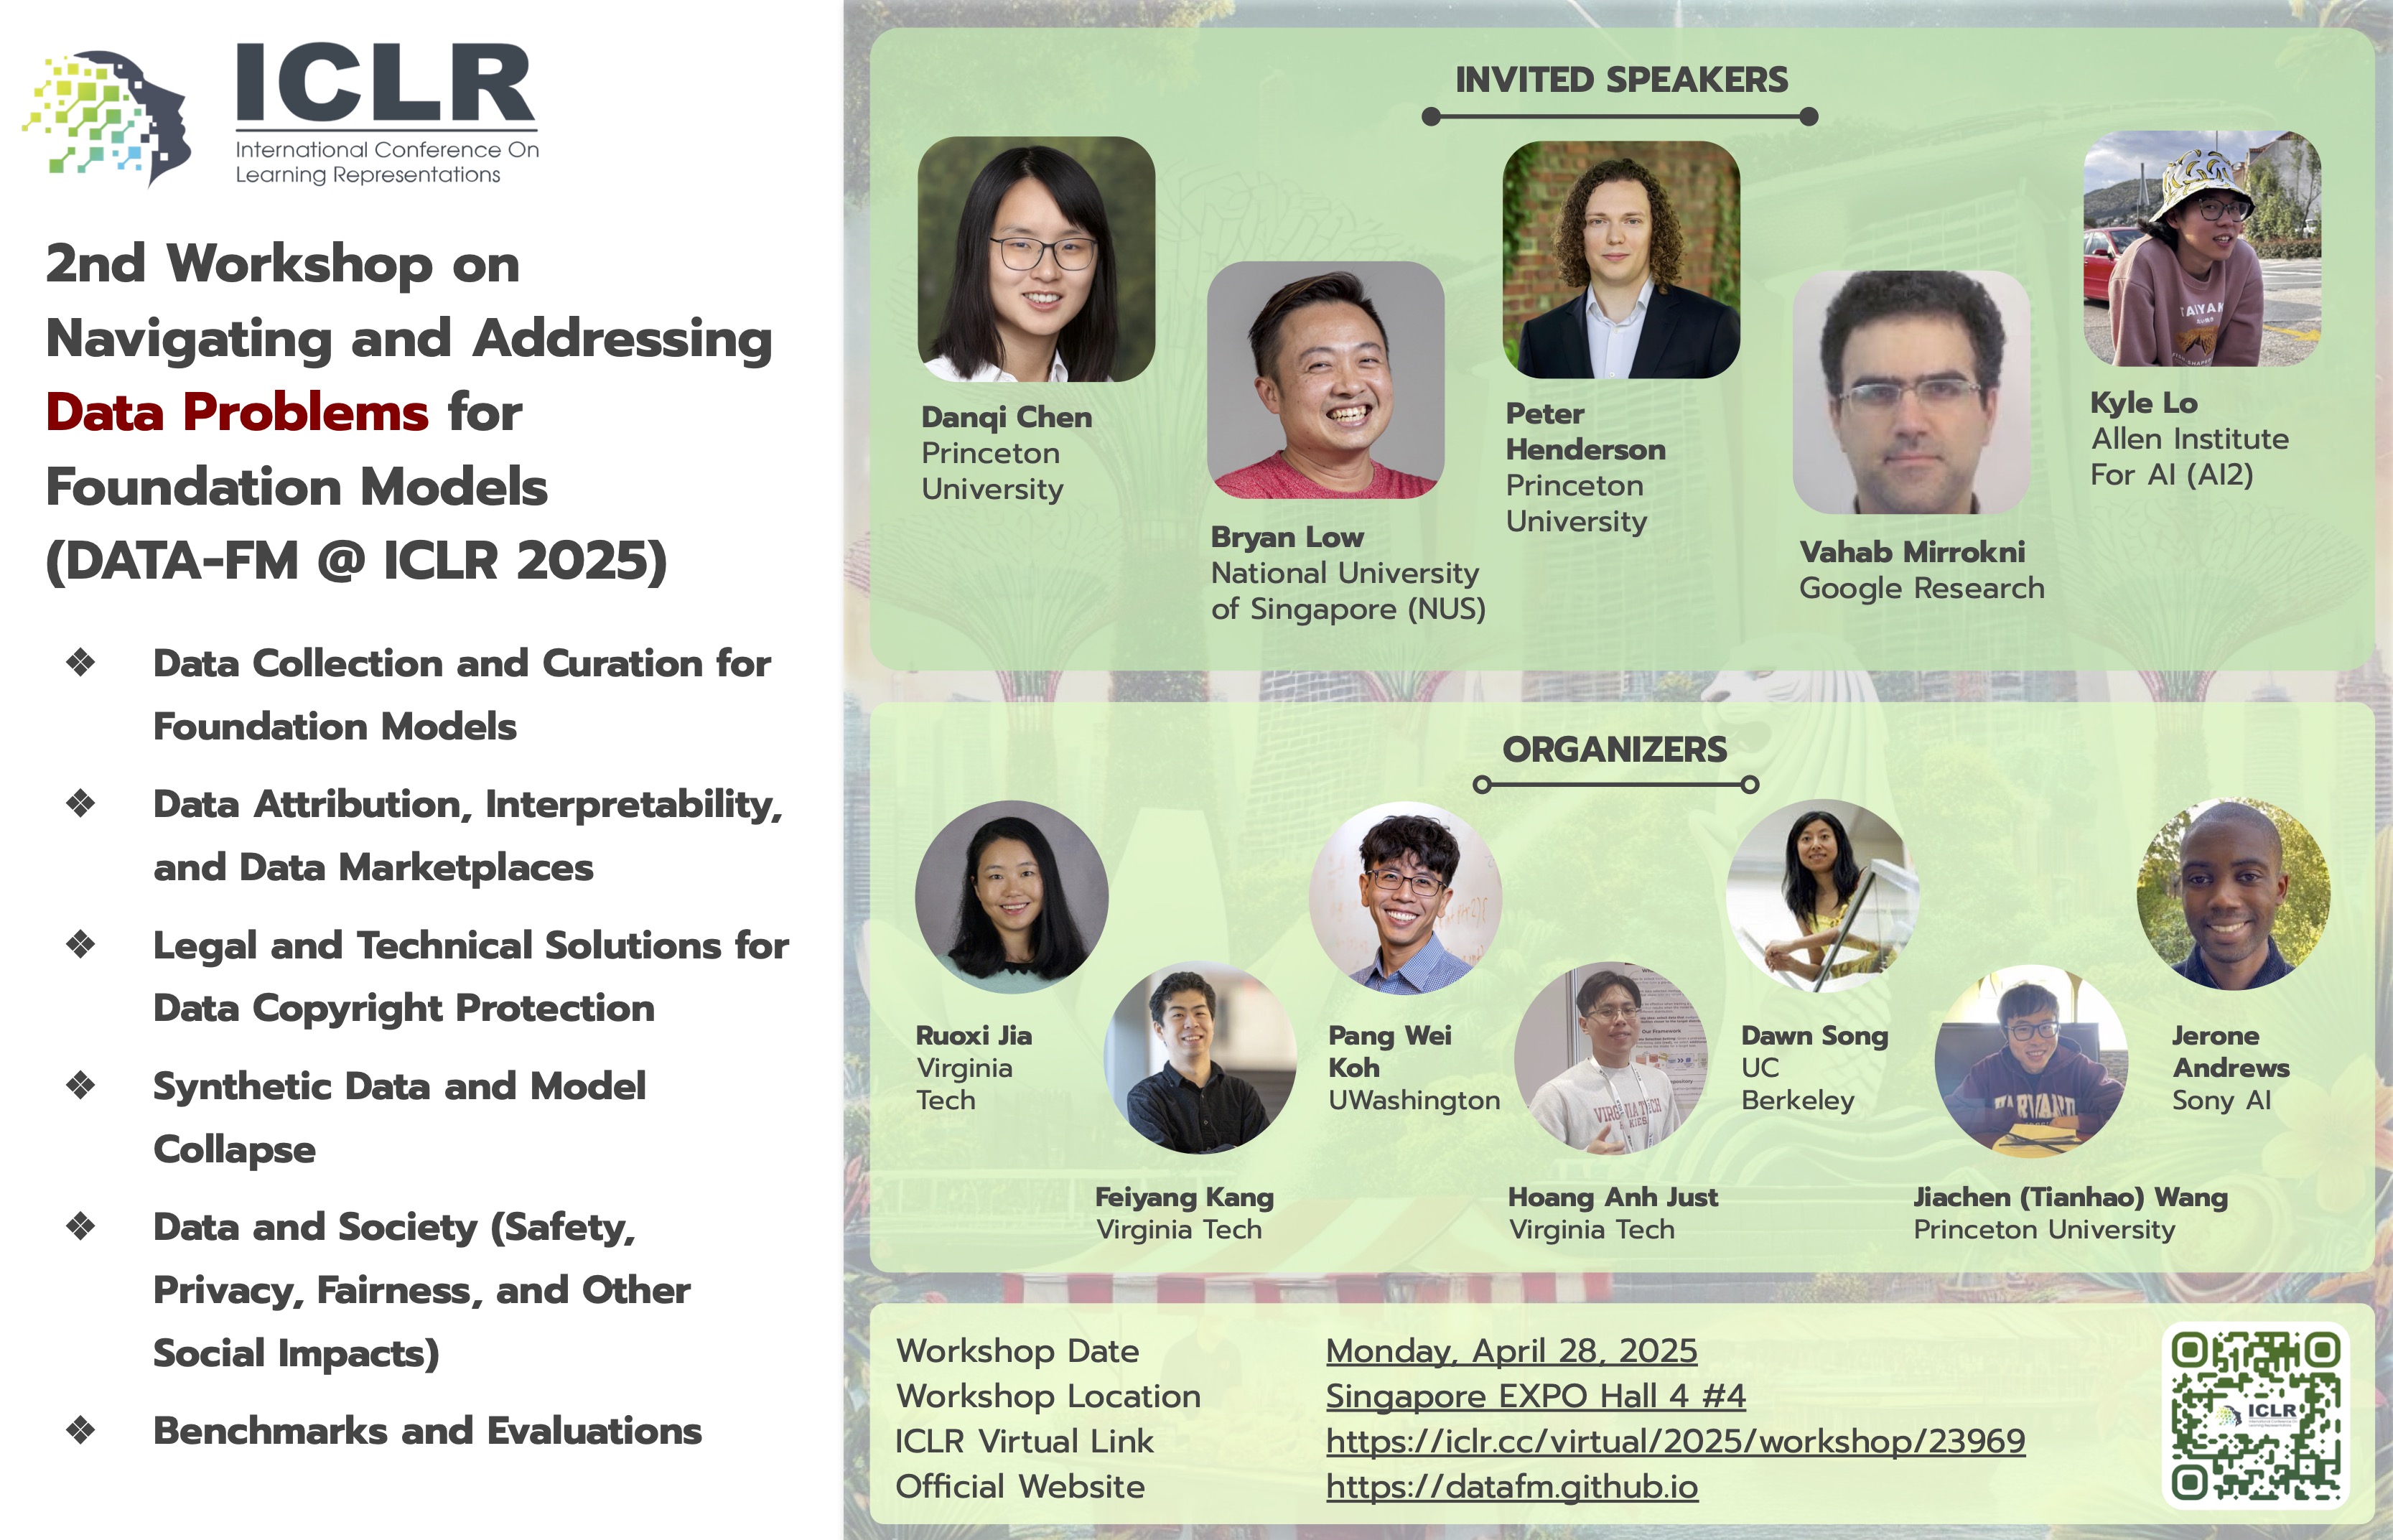 ICLR
International Conference On
Learning Representations
2nd Workshop on
Navigating and Addressing
Data Problems for
Foundation Models
(DATA-FM @ ICLR 2025)
❖ Data Collection and Curation for
Foundation Models
❖ Data Attribution, Interpretability,
and Data Marketplaces
❖ Legal and Technical Solutions for
Data Copyright Protection
❖ Synthetic Data and Model
Collapse
❖ Data and Society (Safety,
Privacy, Fairness, and Other
Social Impacts)
❖ Benchmarks and Evaluations
INVITED SPEAKERS
Danqi Chen
Princeton
University
Bryan Low
National University
of Singapore (NUS)
Peter
Henderson
Princeton
University
Vahab Mirrokni
Google Research
Kyle Lo
Allen Institute
For AI (AI2)
ORGANIZERS
Ruoxi Jia
Virginia
Tech
Feiyang Kang
Virginia Tech
Pang Wei
Koh
UWashington
Our Framework
Hoang Anh Just
Virginia Tech
Dawn Song
UC
Berkeley
Jiachen (Tianhao) Wang
Princeton University
Jerone
Andrews
Sony AI
Workshop Date Monday, April 28, 2025
Workshop Location Singapore EXPO Hall 4 #4
ICLR Virtual Link https://iclr.cc/virtual/2025/workshop/23969
Official Website https://datafm.github.io
ICLR